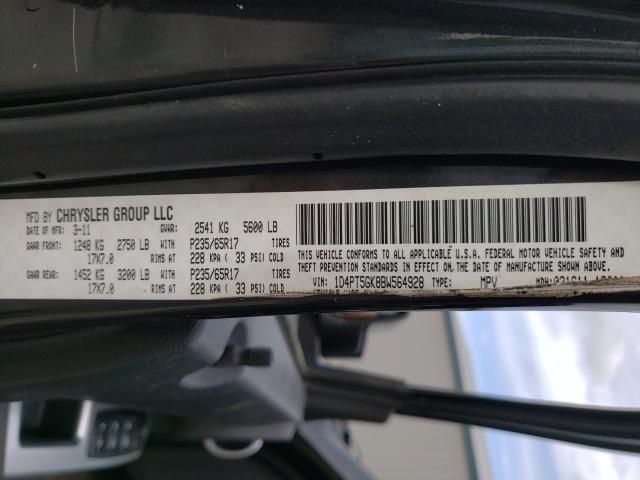 MFD BY CHRYSLER GROUP LLC
DATE OF MFR: 3-11 GVWR: 2541 KG 5600 LB
GAWR FRONT: 1248 KG 2750 LB WITH P235/65R17 TIRES
17X7.0 RIMS AT 228 KPA ( 33 PSI) COLD
GAWR REAR: 1452 KG 3200 LB WITH P235/65R17 TIRES
17X7.0 RIMS AT 228 KPA ( 33 PSI) COLD
THIS VEHICLE CONFORMS TO ALL APPLICABLE U.S.A. FEDERAL MOTOR VEHICLE SAFETY AND
THEFT PREVENTION STANDARDS IN EFFECT ON THE DATE OF MFR. SHOWN ABOVE.
VIN: 1D4PT5GK8BW564928 TYPE: MPV MDH: